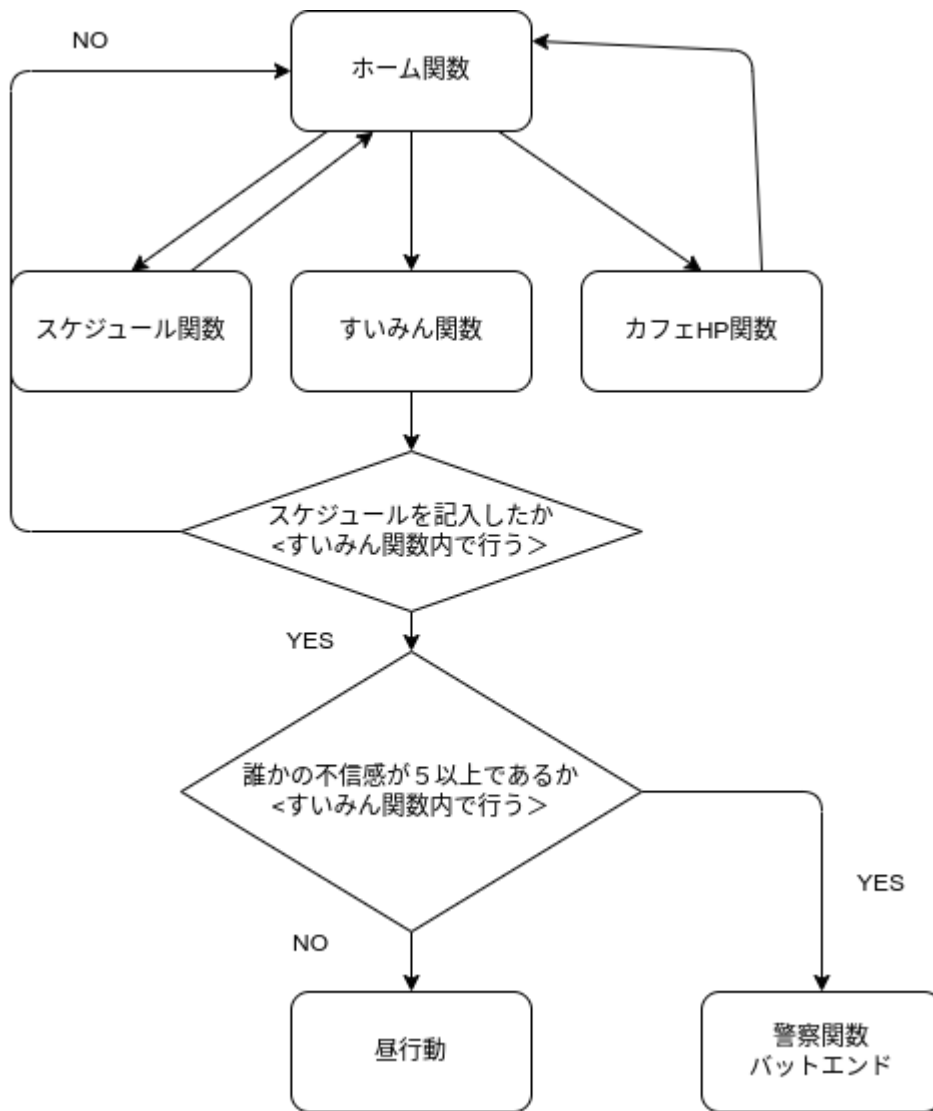 NO
ホーム関数
スケジュール関数
すいみん関数
カフェHP関数
スケジュールを記入したか
<すいみん関数内で行う＞
YES
誰かの不信感が５以上であるか
<すいみん関数内で行う＞
YES
NO
昼行動
警察関数
バットエンド